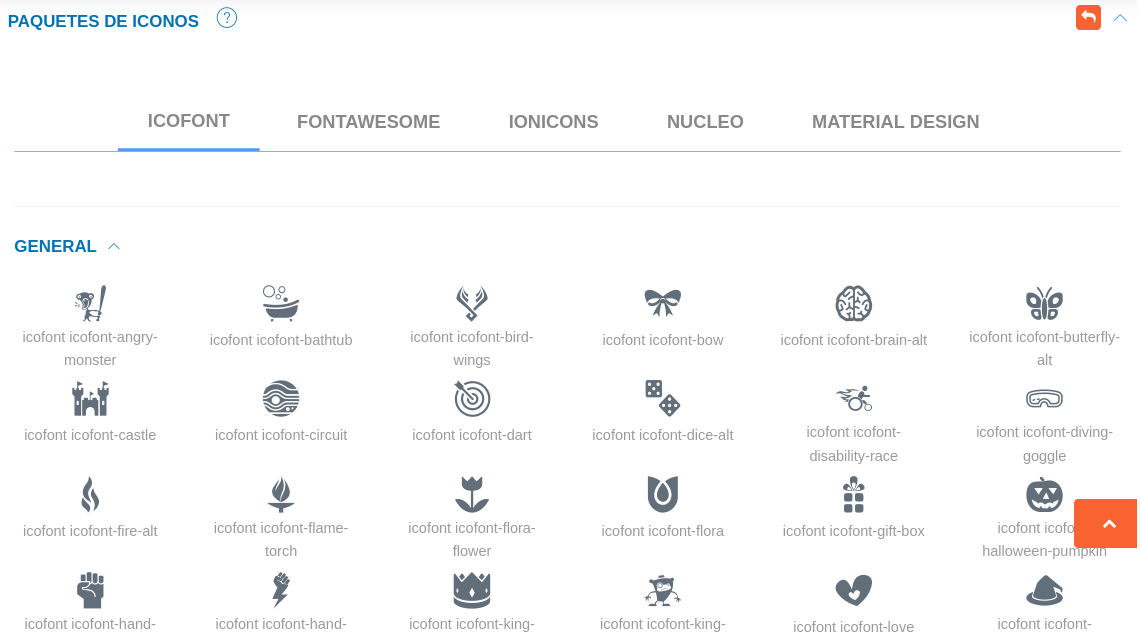 PAQUETES DE ICONOS ?
ICOFONT FONTAWESOME IONICONS NUCLEO MATERIAL DESIGN
GENERAL
icofont icofont-angry-
monster
icofont icofont-bathtub
icofont icofont-bird-
wings
icofont icofont-bow
icofont icofont-brain-alt
icofont icofont-butterfly-
alt
icofont icofont-castle
icofont icofont-circuit
icofont icofont-dart
icofont icofont-dice-alt
icofont icofont-
disability-race
icofont icofont-diving-
goggle
icofont icofont-fire-alt
icofont icofont-flame-
torch
icofont icofont-flora-
flower
icofont icofont-flora
icofont icofont-gift-box
icofont
halloween-pumpkin
icofont icofont-hand-
icofont icofont-hand-
icofont icofont-king-
icofont icofont-king-
icofont icofont-love
icofont icofont-